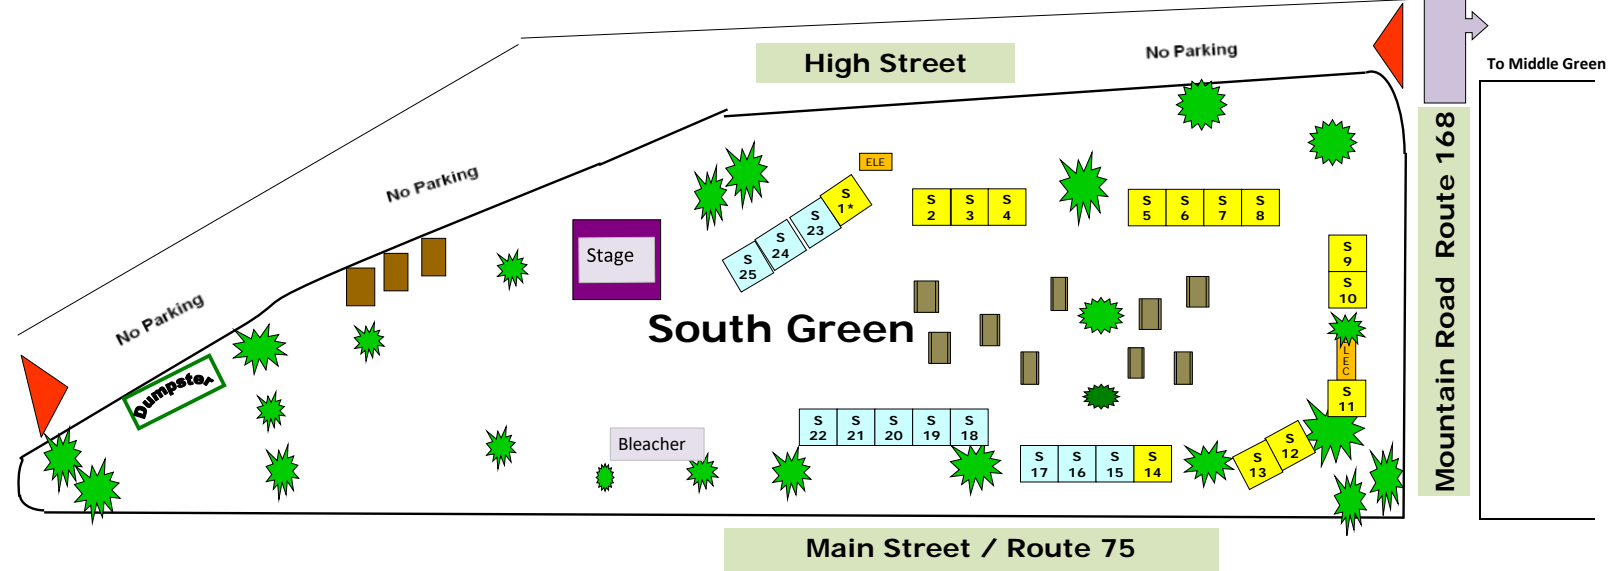 High Street
No Parking
To Middle Green
No Parking
No Parking
Mountain Road  Route 168
ELE
S
1*
S
23
S
24
S
25
S
2
S
3
S
4
S
5
S
6
S
7
S
8
S
9
S
10
Stage
South Green
Dumpster
L
E
C
S
11
S
12
S
13
S
22
S
21
S
20
S
19
S
18
S
17
S
16
S
15
S
14
Bleacher
Main Street / Route 75